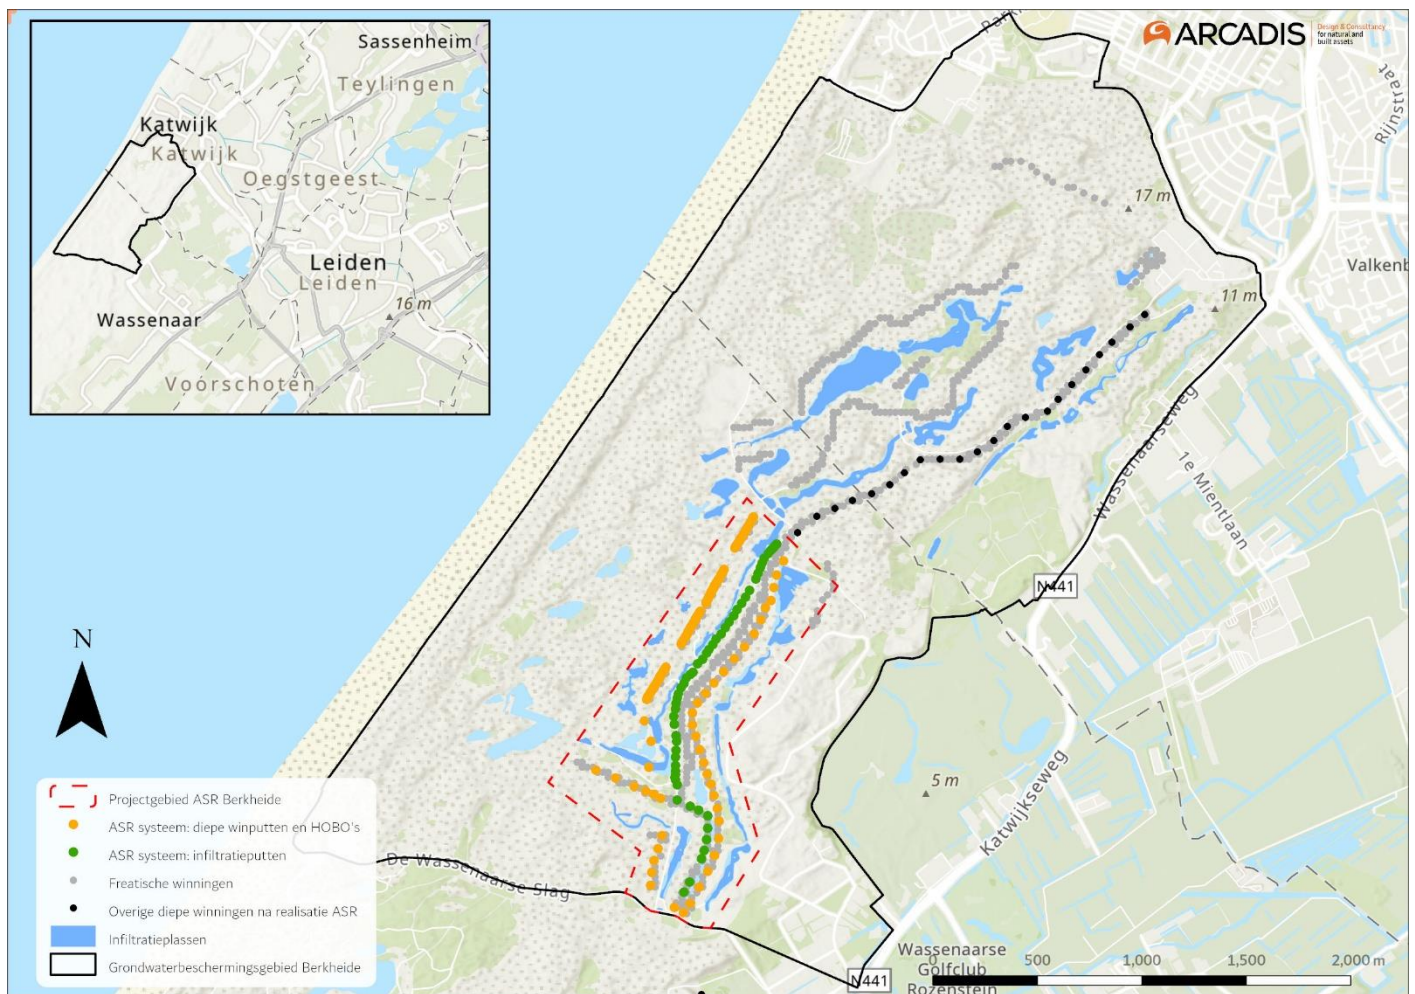 Sassenheim
Teylingen
Katwijk
Katwijk
Oegstgeest
Leiden
Leiden
16 m
Wassenaar
Voorschoten
ARCADIS
Design & Consultancy
for natural and
built assets
Rijnstraat
17 m
Valkenb
11 m
Wassenaarseweg
1e Mientlaan
N441
N
5 m
Katwijkseweg
De Wassenaarse Slag
Projectgebied ASR Berkheide
ASR systeem: diepe winputten en HOBO's
ASR systeem: infiltratieputten
Freatische winningen
Overige diepe winningen na realisatie ASR
Infiltratieplassen
Grondwaterbeschermingsgebied Berkheide
Wassenaarse
Golfclub
Rozenstein
N441
0 500 1,000 1,500 2,000 m